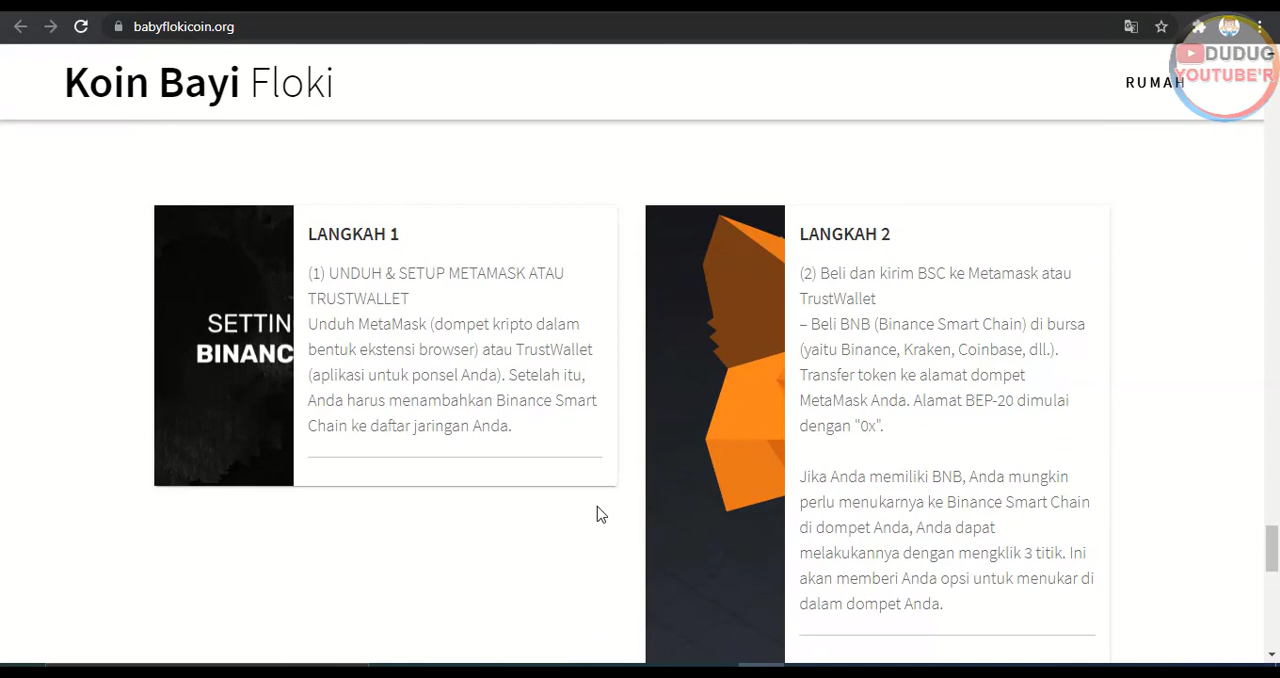 babyflokicoin.org
DUDUG
YOUTUBE'R
Koin Bayi Floki
RUMAH
SETTIN
BINANC
LANGKAH 1
(1) UNDUH & SETUP METAMASK ATAU
TRUSTWALLET
Unduh MetaMask (dompet kripto dalam
bentuk ekstensi browser) atau TrustWallet
(aplikasi untuk ponsel Anda). Setelah itu,
Anda harus menambahkan Binance Smart
Chain ke daftar jaringan Anda.
LANGKAH 2
(2) Beli dan kirim BSC ke Metamask atau
TrustWallet
– Beli BNB (Binance Smart Chain) di bursa
(yaitu Binance, Kraken, Coinbase, dll.).
Transfer token ke alamat dompet
MetaMask Anda. Alamat BEP-20 dimulai
dengan "0x".
Jika Anda memiliki BNB, Anda mungkin
perlu menukarnya ke Binance Smart Chain
di dompet Anda, Anda dapat
melakukannya dengan mengklik 3 titik. Ini
akan memberi Anda opsi untuk menukar di
dalam dompet Anda.